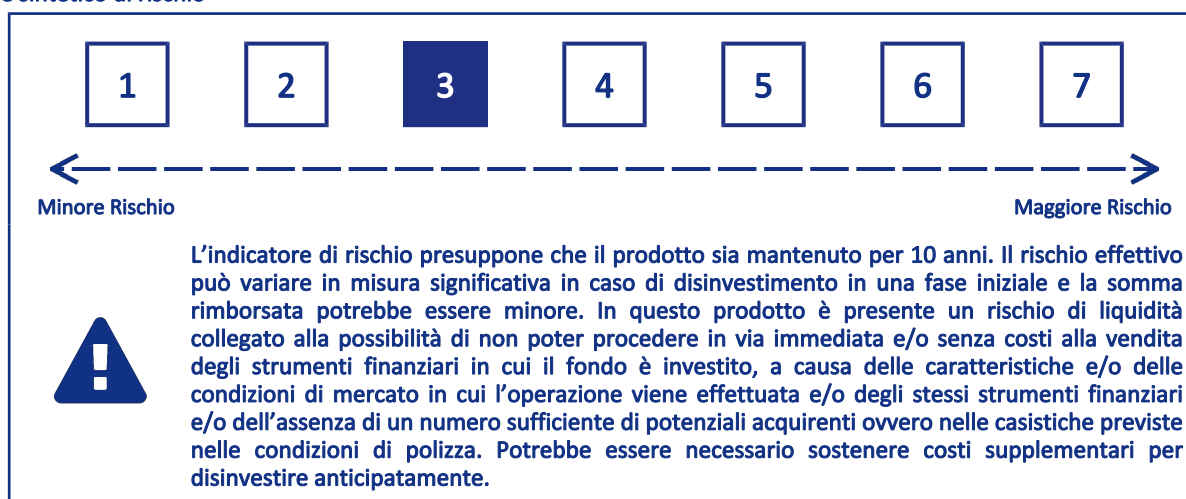 1 2 3 4 5 6 7
Minore Rischio Maggiore Rischio
L'indicatore di rischio presuppone che il prodotto sia mantenuto per 10 anni. Il rischio effettivo
può variare in misura significativa in caso di disinvestimento in una fase iniziale e la somma
rimborsata potrebbe essere minore. In questo prodotto è presente un rischio di liquidità
collegato alla possibilità di non poter procedere in via immediata e/o senza costi alla vendita
degli strumenti finanziari in cui il fondo è investito, a causa delle caratteristiche e/o delle
condizioni di mercato in cui l'operazione viene effettuata e/o degli stessi strumenti finanziari
e/o dell'assenza di un numero sufficiente di potenziali acquirenti ovvero nelle casistiche previste
nelle condizioni di polizza. Potrebbe essere necessario sostenere costi supplementari per
disinvestire anticipatamente.